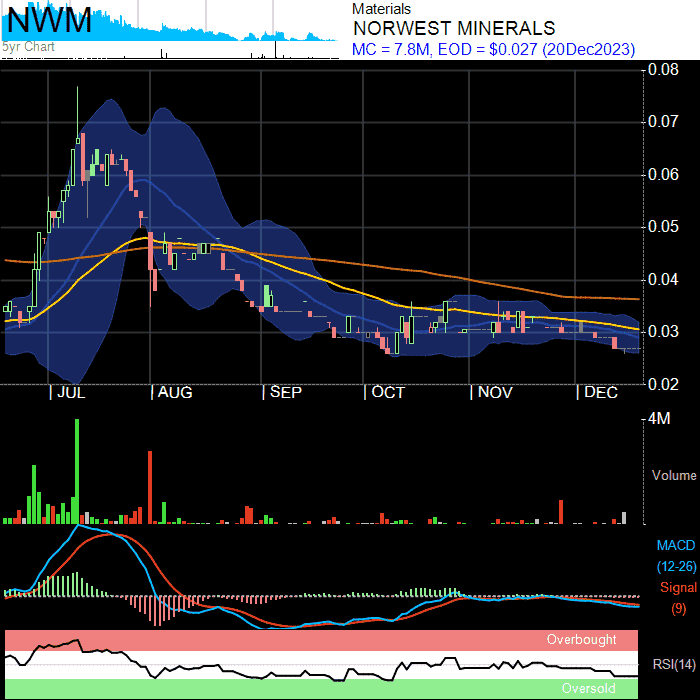 NWM
5yr Chart
Materials
NORWEST MINERALS
MC = 7.8M, EOD = $0.027 (20Dec2023)
0.08
0.07
0.06
0.05
0.04
0.03
0.02
JUL AUG SEP OCT NOV DEC
4M
Volume
MACD
(12-26)
Signal
(9)
Overbought
RSI(14)
Oversold